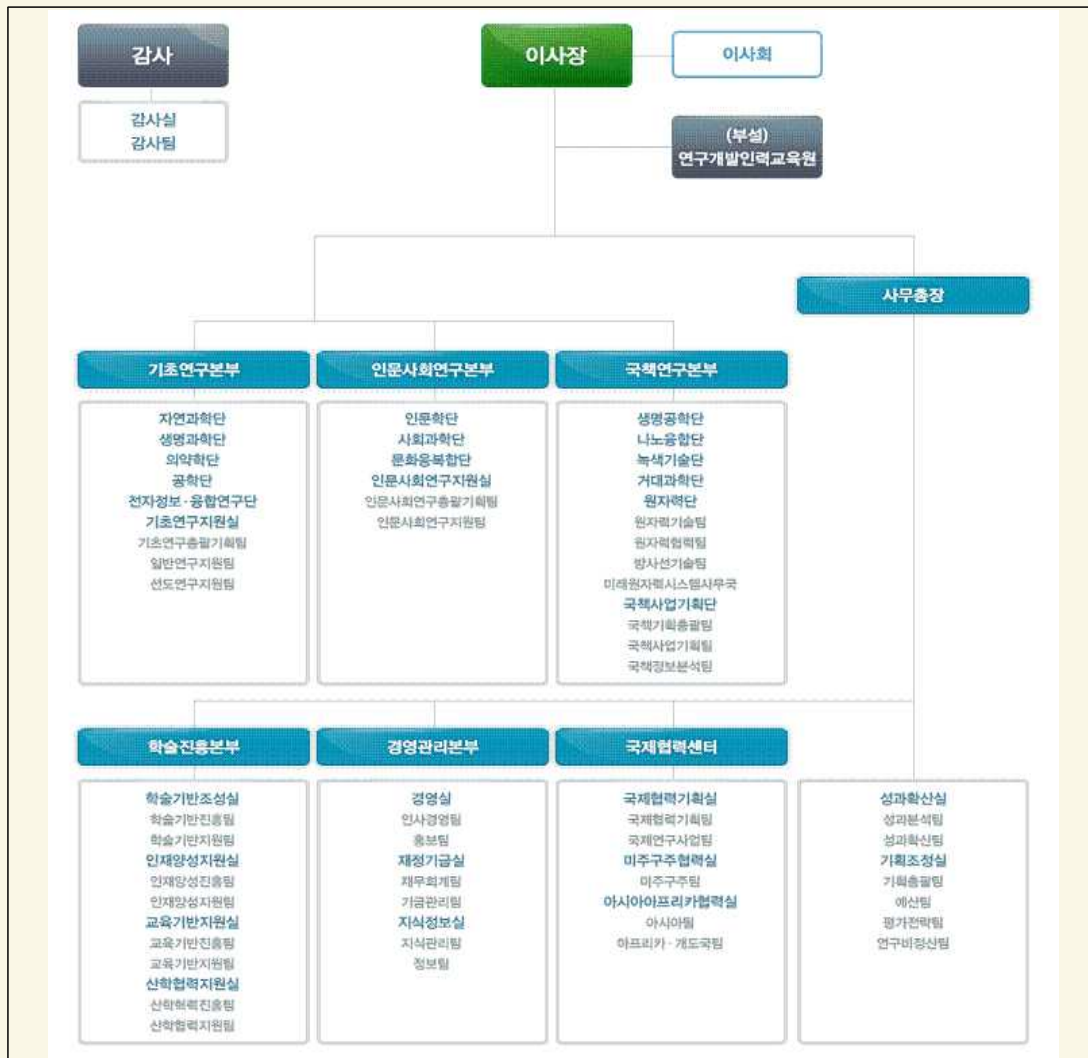 감사
이사장
이사회
감사실
감사팀
(부설)
연구개발인력교육원
사무총장
기초연구본부
자연과학단
생명과학단
의약학단
공학단
전자정보·융합연구단
기초연구지원실
기초연구총괄기획팀
일반연구지원팀
선도연구지원팀
인문사회연구본부
인문학단
사회과학단
문화융복합단
인문사회연구지원실
인문사회연구총괄기획팀
인문사회연구지원팀
국책연구본부
생명공학단
나노융합단
녹색기술단
거대과학단
원자력단
원자력기술팀
원자력협력팀
방사선기술팀
미래원자력시스템사무국
국책사업기획단
국책기획총괄팀
국책사업기획팀
국책정보분석팀
학술진흥본부
학술기반조성실
학술기반진흥팀
학술기반지원팀
인재양성지원실
인재양성진흥팀
인재양성지원팀
교육기반지원실
교육기반진흥팀
교육기반지원팀
산학협력지원실
산학협력진흥팀
산학협력지원팀
경영관리본부
경영실
인사경영팀
홍보팀
재정기금실
재무회계팀
기금관리팀
지식정보실
지식관리팀
정보팀
국제협력센터
국제협력기획실
국제협력기획팀
국제연구사업팀
미주구주협력실
미주구주팀
아시아아프리카협력실
아시아팀
아프리카·개도국팀
성과확산실
성과분석팀
성과확산팀
기획조정실
기획총괄팀
예산팀
평가전략팀
연구비정산팀